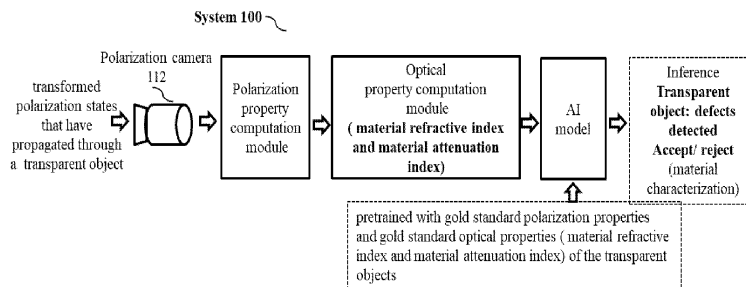 System 100
Polarization camera
112
transformed
polarization states
that have
propagated through
a transparent object
Polarization
property
computation
module
Optical
property computation
module
( material refractive index
and material attenuation
index)
AI
model
Inference
Transparent
object: defects
detected
Accept/ reject
(material
characterization)
pretrained with gold standard polarization properties
and gold standard optical properties ( material refractive
index and material attenuation index) of the transparent
objects